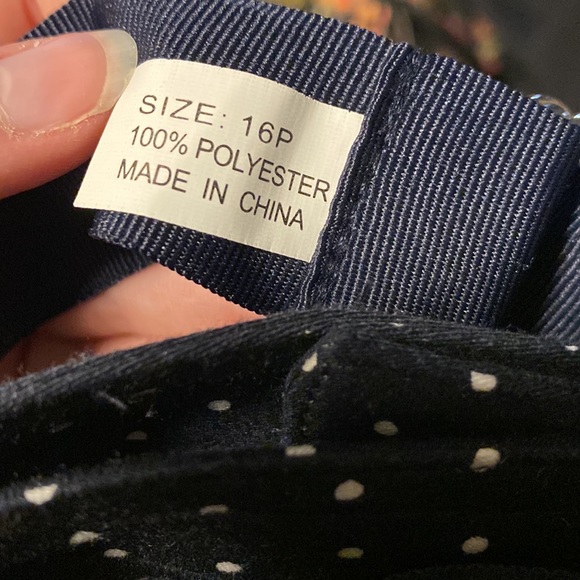 SIZE: 16P
100% POLYESTER
MADE IN CHINA